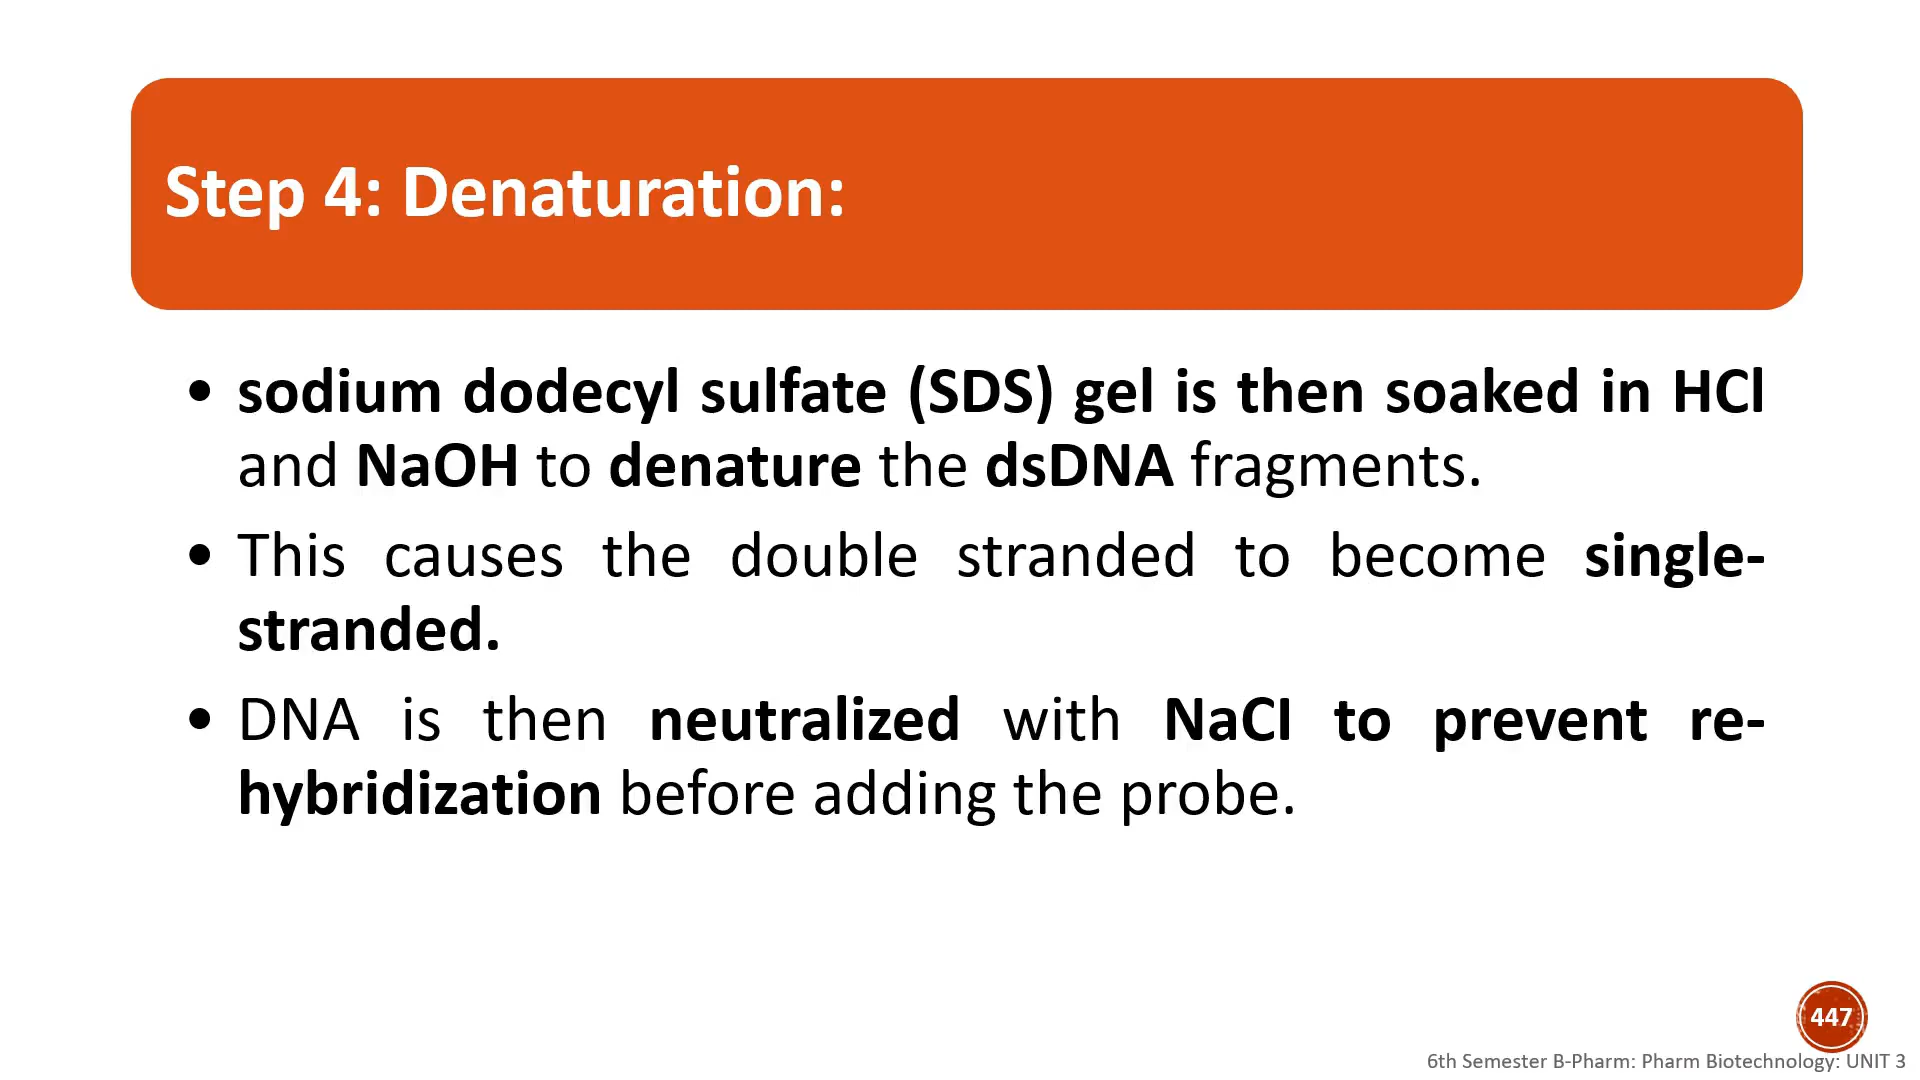 Step 4: Denaturation:
• sodium dodecyl sulfate (SDS) gel is then soaked in HCl
and NaOH to denature the dsDNA fragments.
• This causes the double stranded to become single-
stranded.
• DNA is then neutralized with NaCI to prevent re-
hybridization before adding the probe.
447
6th Semester B-Pharm: Pharm Biotechnology: UNIT 3